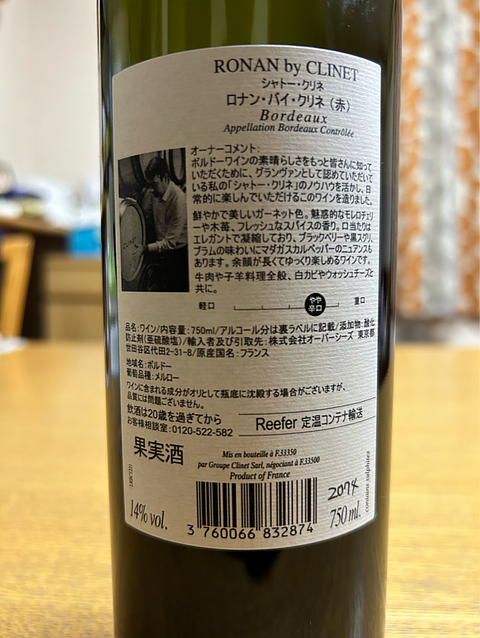 RONAN by CLINET
シャトー・クリネ
ロナン・バイ・クリネ（赤）
Bordeaux
Appellation Bordeaux Contrôlée
オーナーコメント:
ボルドーワインの素晴らしさをもっと皆さんに知って
いただくために、グランヴァンとして認めていただいて
いる私の「シャトー・クリネ」のノウハウを活かし、日
常的に楽しんでいただけるこのワインを造りました。
鮮やかで美しいガーネット色。魅惑的なモレロチェリ
ーや木苺、フレッシュなスパイスの香り。口当たりは
エレガントで凝縮しており、ブラックベリーや黒スグリ、
プラムの味わいにマダガスカルペッパーのニュアンスも
あります。余韻が長くてゆっくり楽しめるワインです。
牛肉や子羊料理全般、白カビやウォッシュチーズと
共に。
軽口 やや辛口 重口
品名:ワイン/内容量:750ml/アルコール分は裏ラベルに記載/添加物:酸化
防止剤(亜硫酸塩)/輸入者及び引取先:株式会社オーバーシーズ 東京都
世田谷区代田2-31-8/原産国名:フランス
地域名:ボルドー
葡萄品種:メルロー
ワインに含まれる成分がオリとして瓶底に沈殿する場合がございますが、
品質には問題ございません。
飲酒は20歳を過ぎてから
お客様相談室:0120-522-582
Reefer 定温コンテナ輸送
果実酒
Mis en bouteille à F.33350
par Groupe Clinet Sarl, négociant à F.33500
Product of France
contains sulphites
14% vol.
3 760066 832874
2014
750 ml.